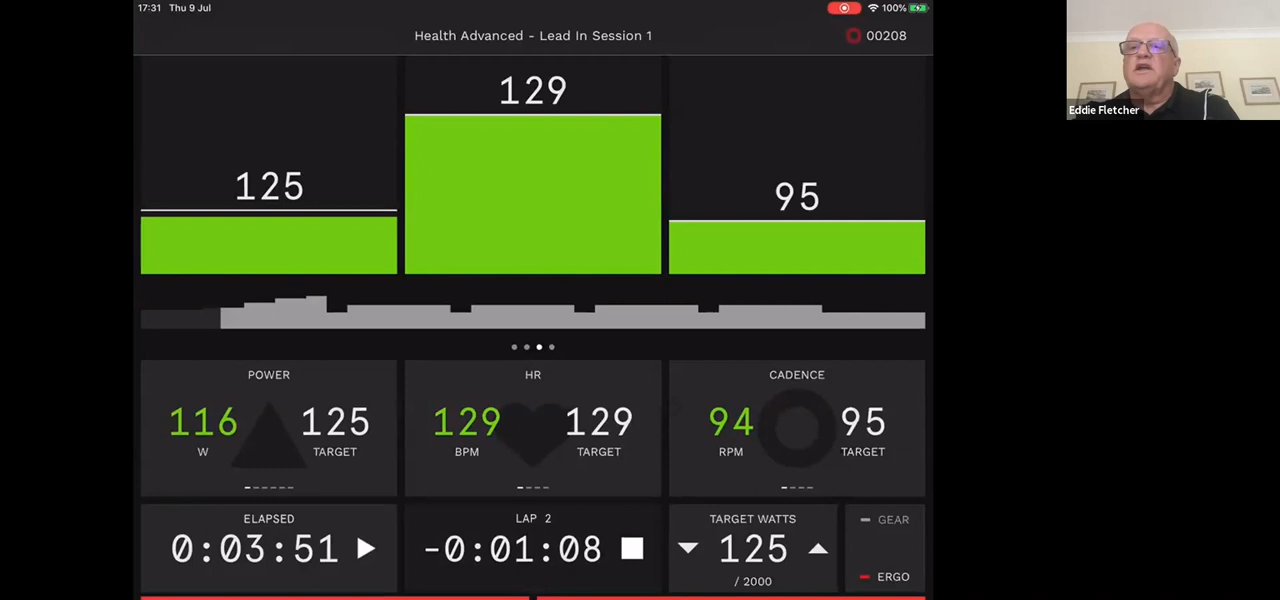 17:31 Thu 9 Jul
100%
Health Advanced - Lead In Session 1
00208
125
129
95
POWER
116
125
W
TARGET
HR
129
129
BPM
TARGET
CADENCE
94
95
RPM
TARGET
ELAPSED
0:03:51
LAP 2
-0:01:08
TARGET WATTS
125
/ 2000
GEAR
ERGO
Eddie Fletcher